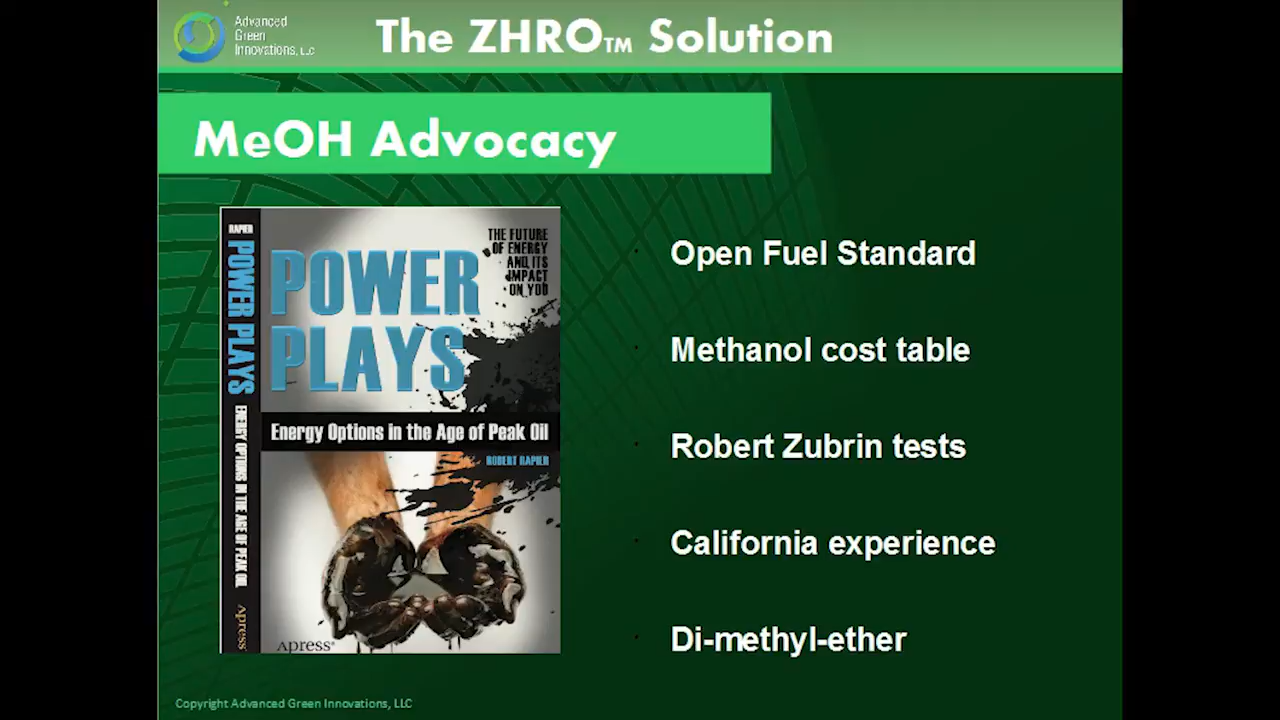 Advanced
Green
Innovations, LLC
The ZHRO™ Solution
MeOH Advocacy
RAPIER
POWER PLAYS
ENERGY OPTIONS IN THE AGE OF PEAK OIL
Apress
THE FUTURE
OF ENERGY
AND ITS
IMPACT
ON YOU
POWER
PLAYS
Energy Options in the Age of Peak Oil
ROBERT RAPIER
Apress®
Open Fuel Standard
Methanol cost table
Robert Zubrin tests
California experience
Di-methyl-ether
Copyright Advanced Green Innovations, LLC